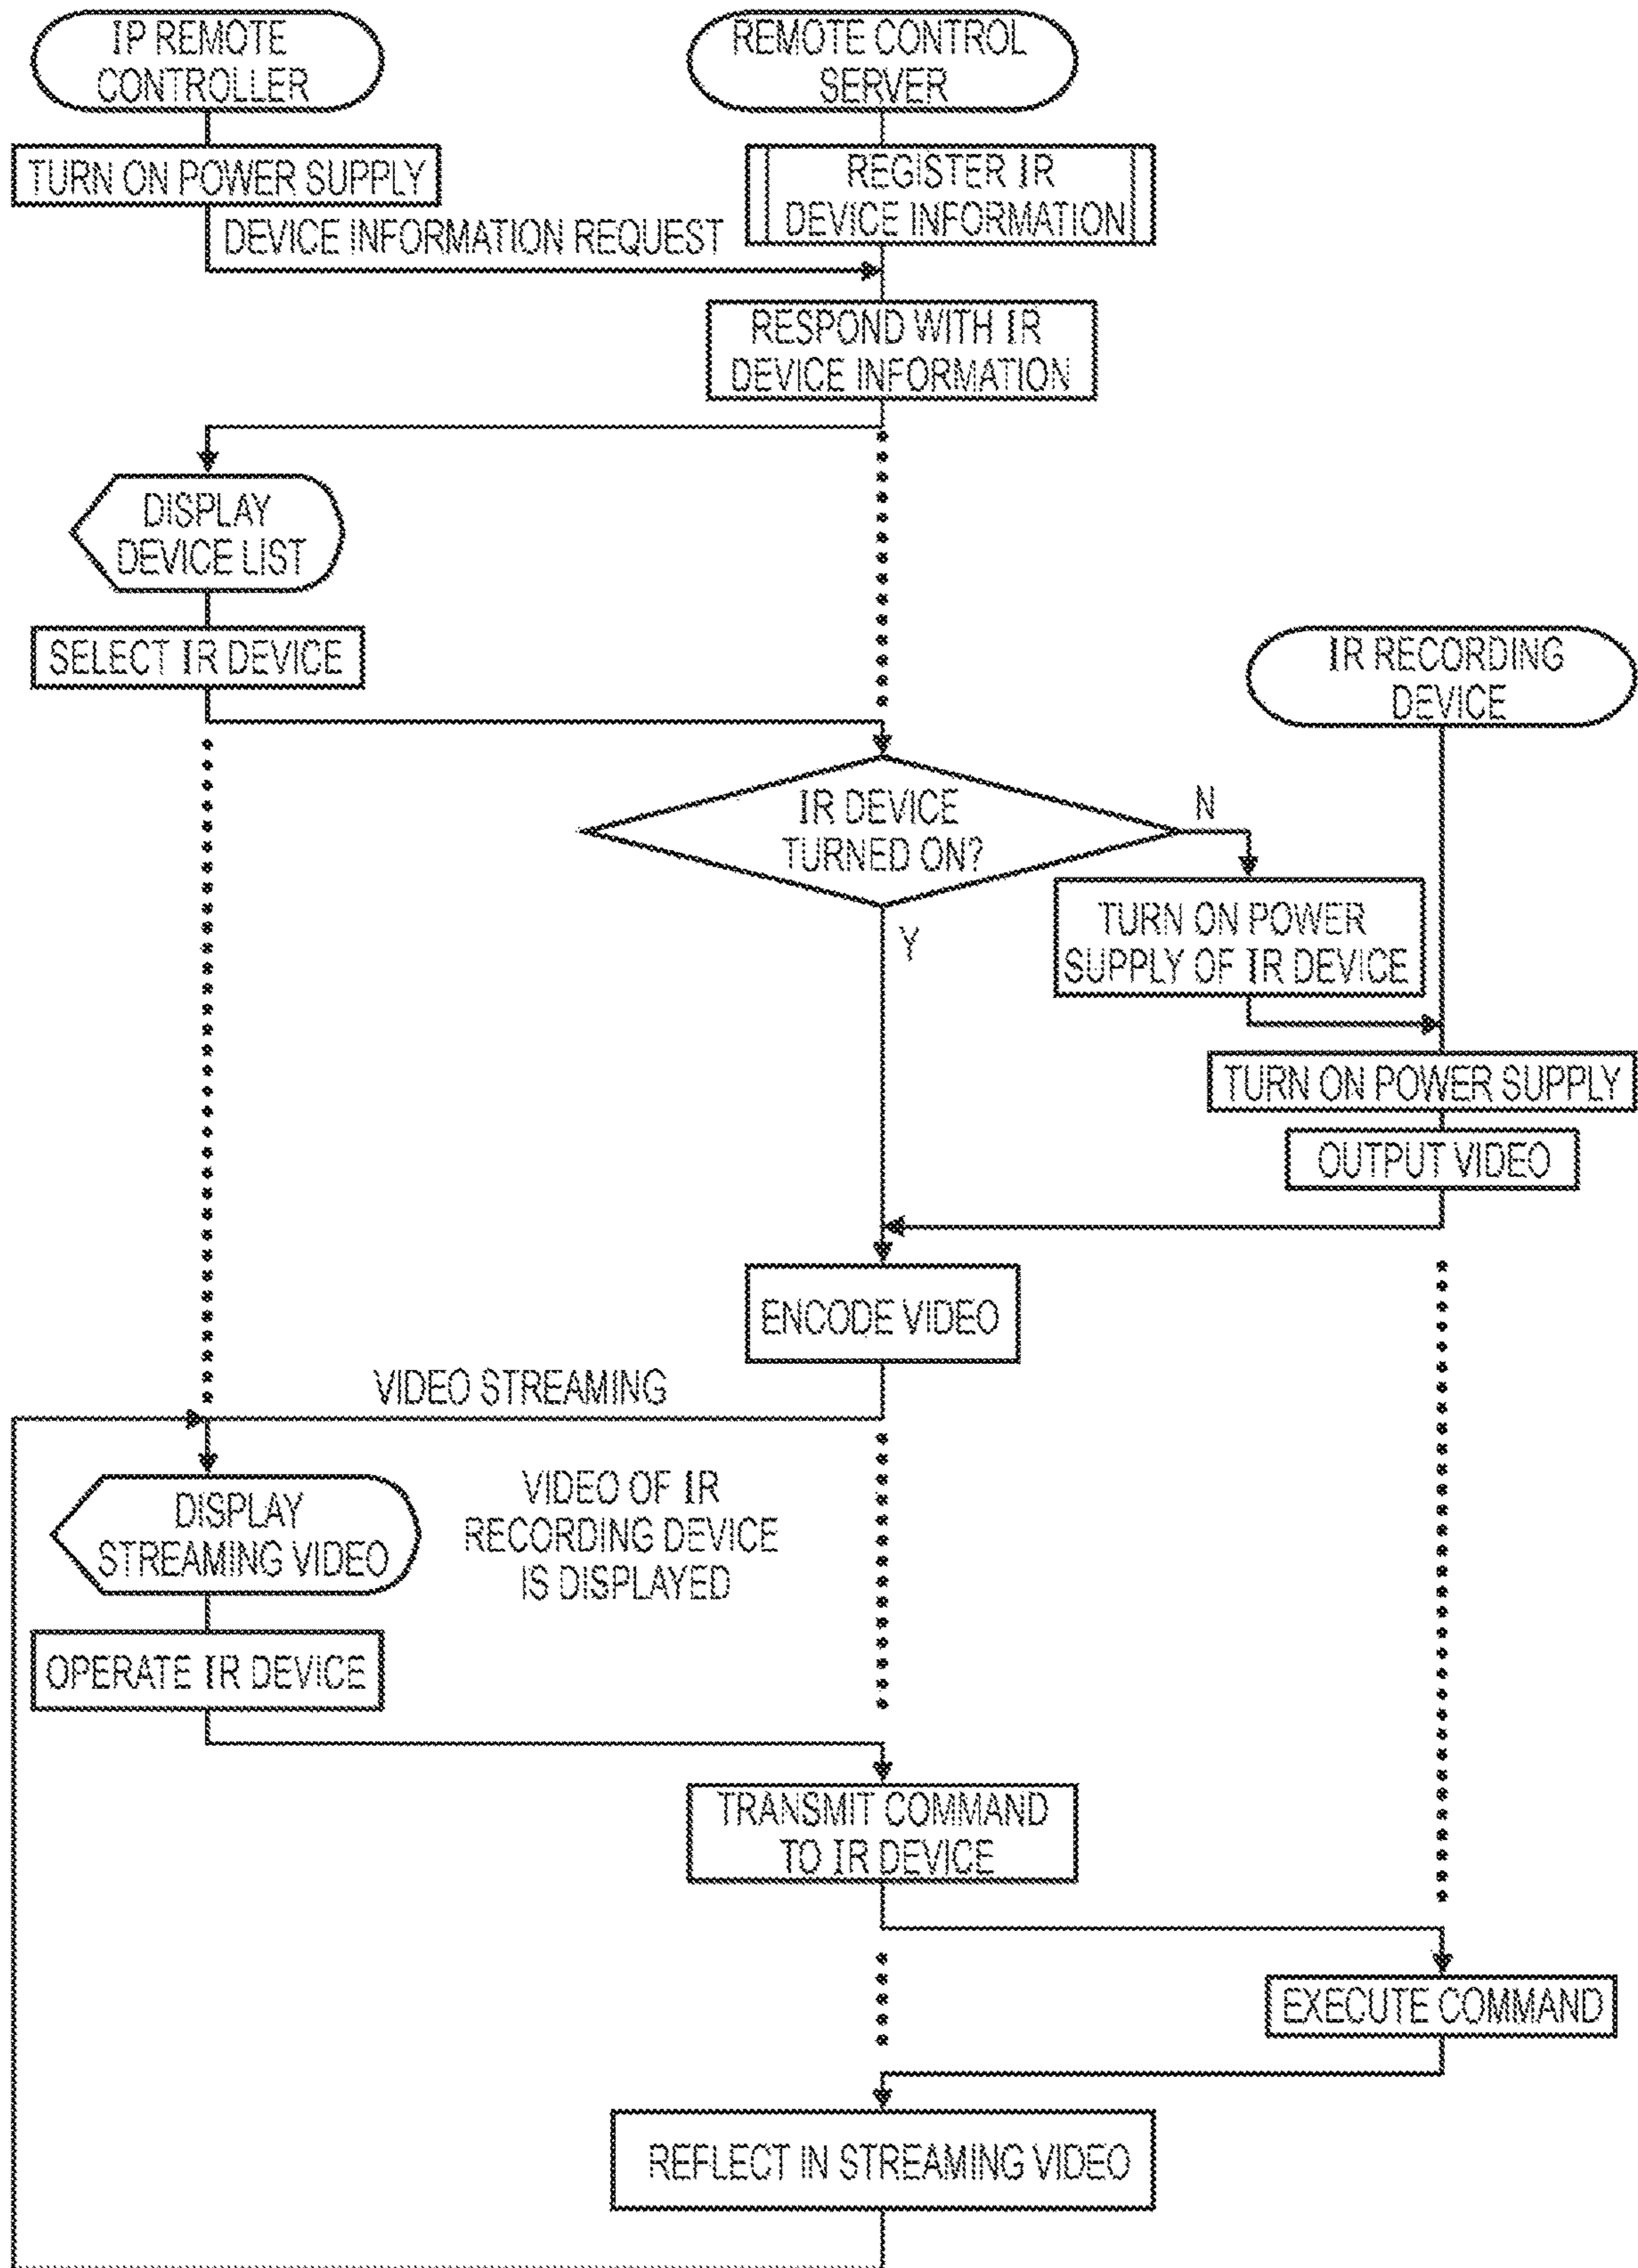 IP REMOTE
CONTROLLER
REMOTE CONTROL
SERVER
TURN ON POWER SUPPLY
REGISTER IR
DEVICE INFORMATION
DEVICE INFORMATION REQUEST
RESPOND WITH IR
DEVICE INFORMATION
DISPLAY
DEVICE LIST
SELECT IR DEVICE
IR RECORDING
DEVICE
IR DEVICE
TURNED ON?
N
Y
TURN ON POWER
SUPPLY OF IR DEVICE
TURN ON POWER SUPPLY
OUTPUT VIDEO
ENCODE VIDEO
VIDEO STREAMING
DISPLAY
STREAMING VIDEO
VIDEO OF IR
RECORDING DEVICE
IS DISPLAYED
OPERATE IR DEVICE
TRANSMIT COMMAND
TO IR DEVICE
EXECUTE COMMAND
REFLECT IN STREAMING VIDEO